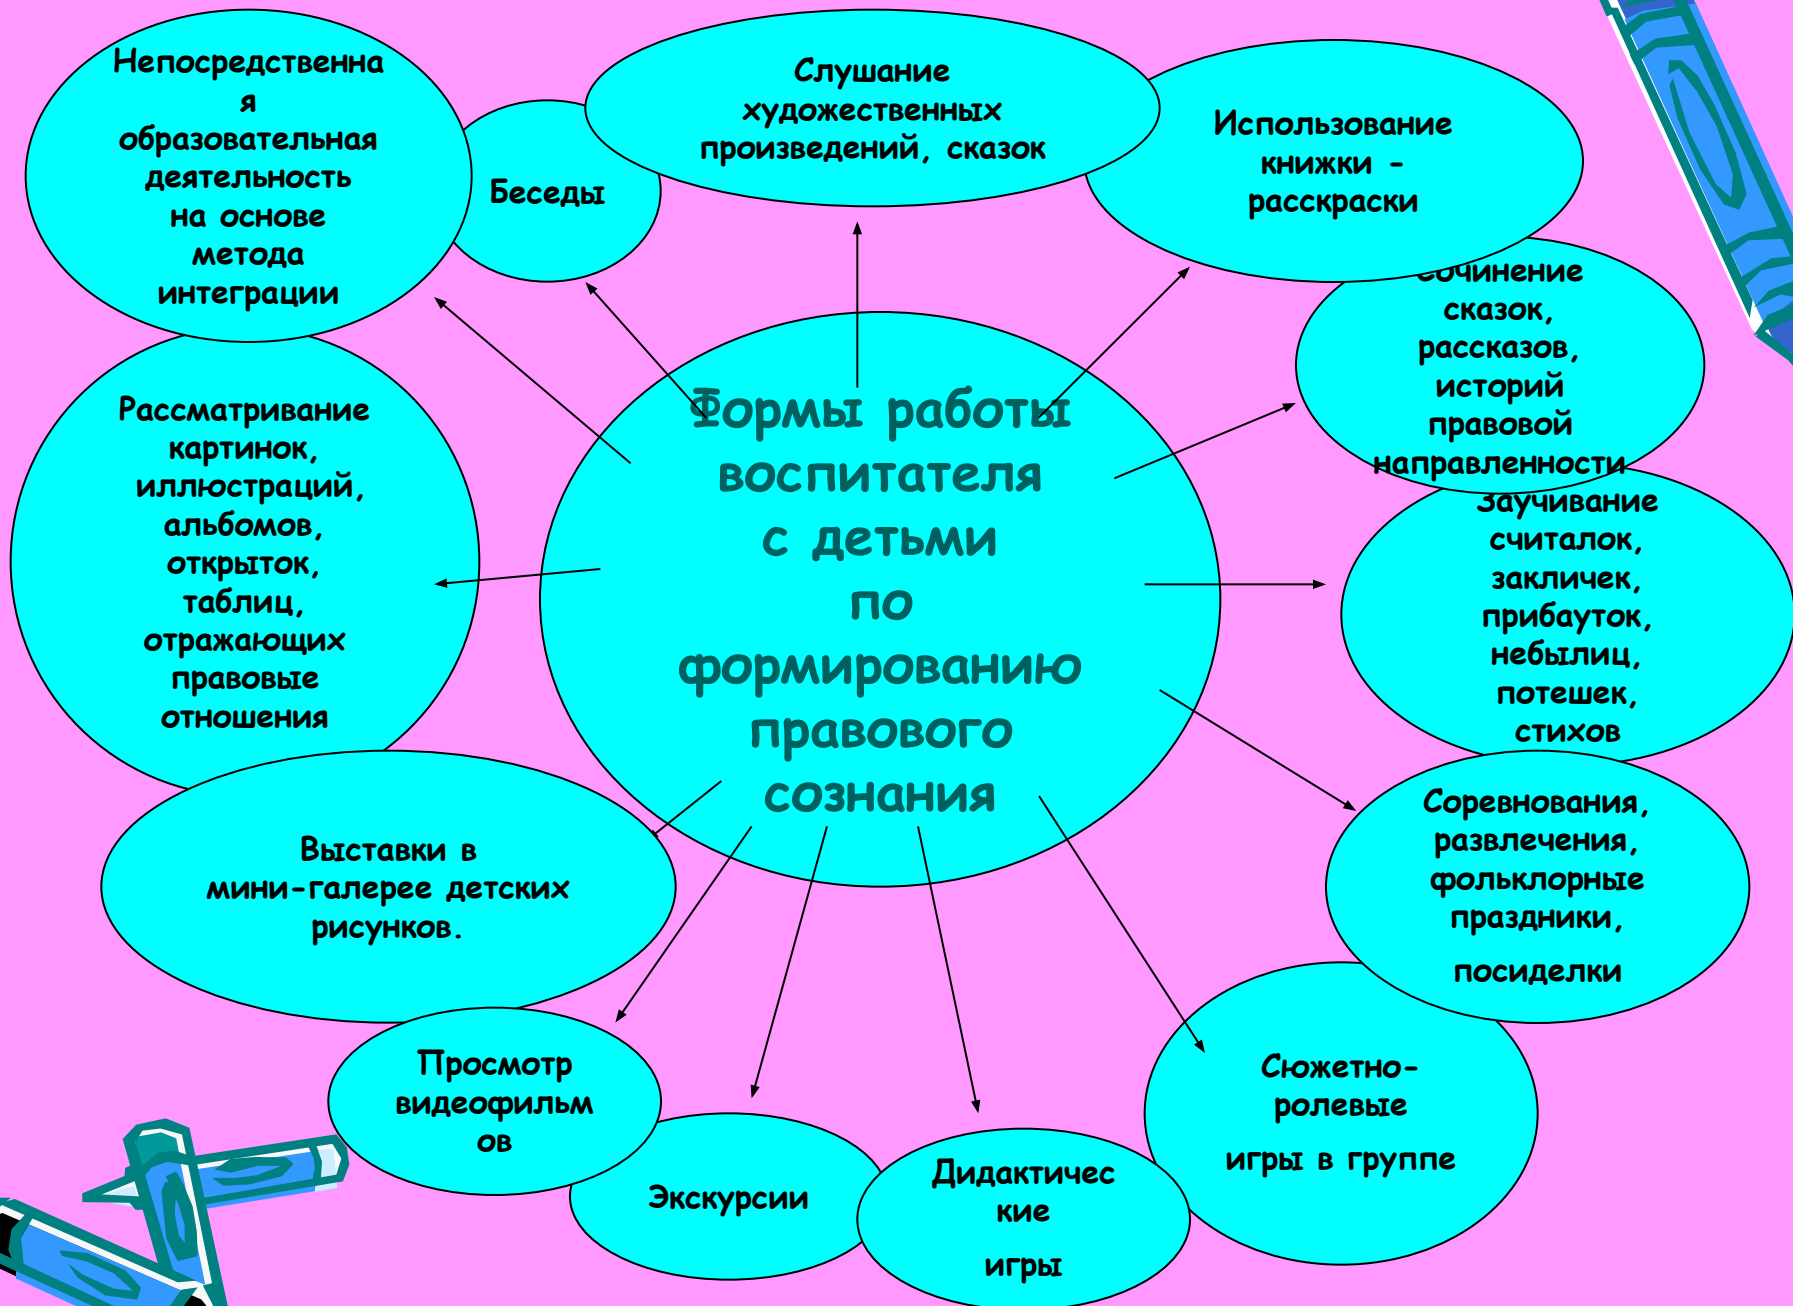 Непосредственна
я
образовательная
деятельность
на основе
метода
интеграции
Беседы
Слушание
художественных
произведений, сказок
Использование
книжки -
расскраски
Сочинение
сказок,
рассказов,
историй
правовой
направленности
Заучивание
считалок,
закличек,
прибауток,
небылиц,
потешек,
стихов
Соревнования,
развлечения,
фольклорные
праздники,
посиделки
Сюжетно-
ролевые
игры в группе
Дидактичес
кие
игры
Экскурсии
Просмотр
видеофильм
ов
Выставки в
мини-галерее детских
рисунков.
Рассматривание
картинок,
иллюстраций,
альбомов,
открыток,
таблиц,
отражающих
правовые
отношения
Формы работы
воспитателя
с детьми
по
формированию
правового
сознания